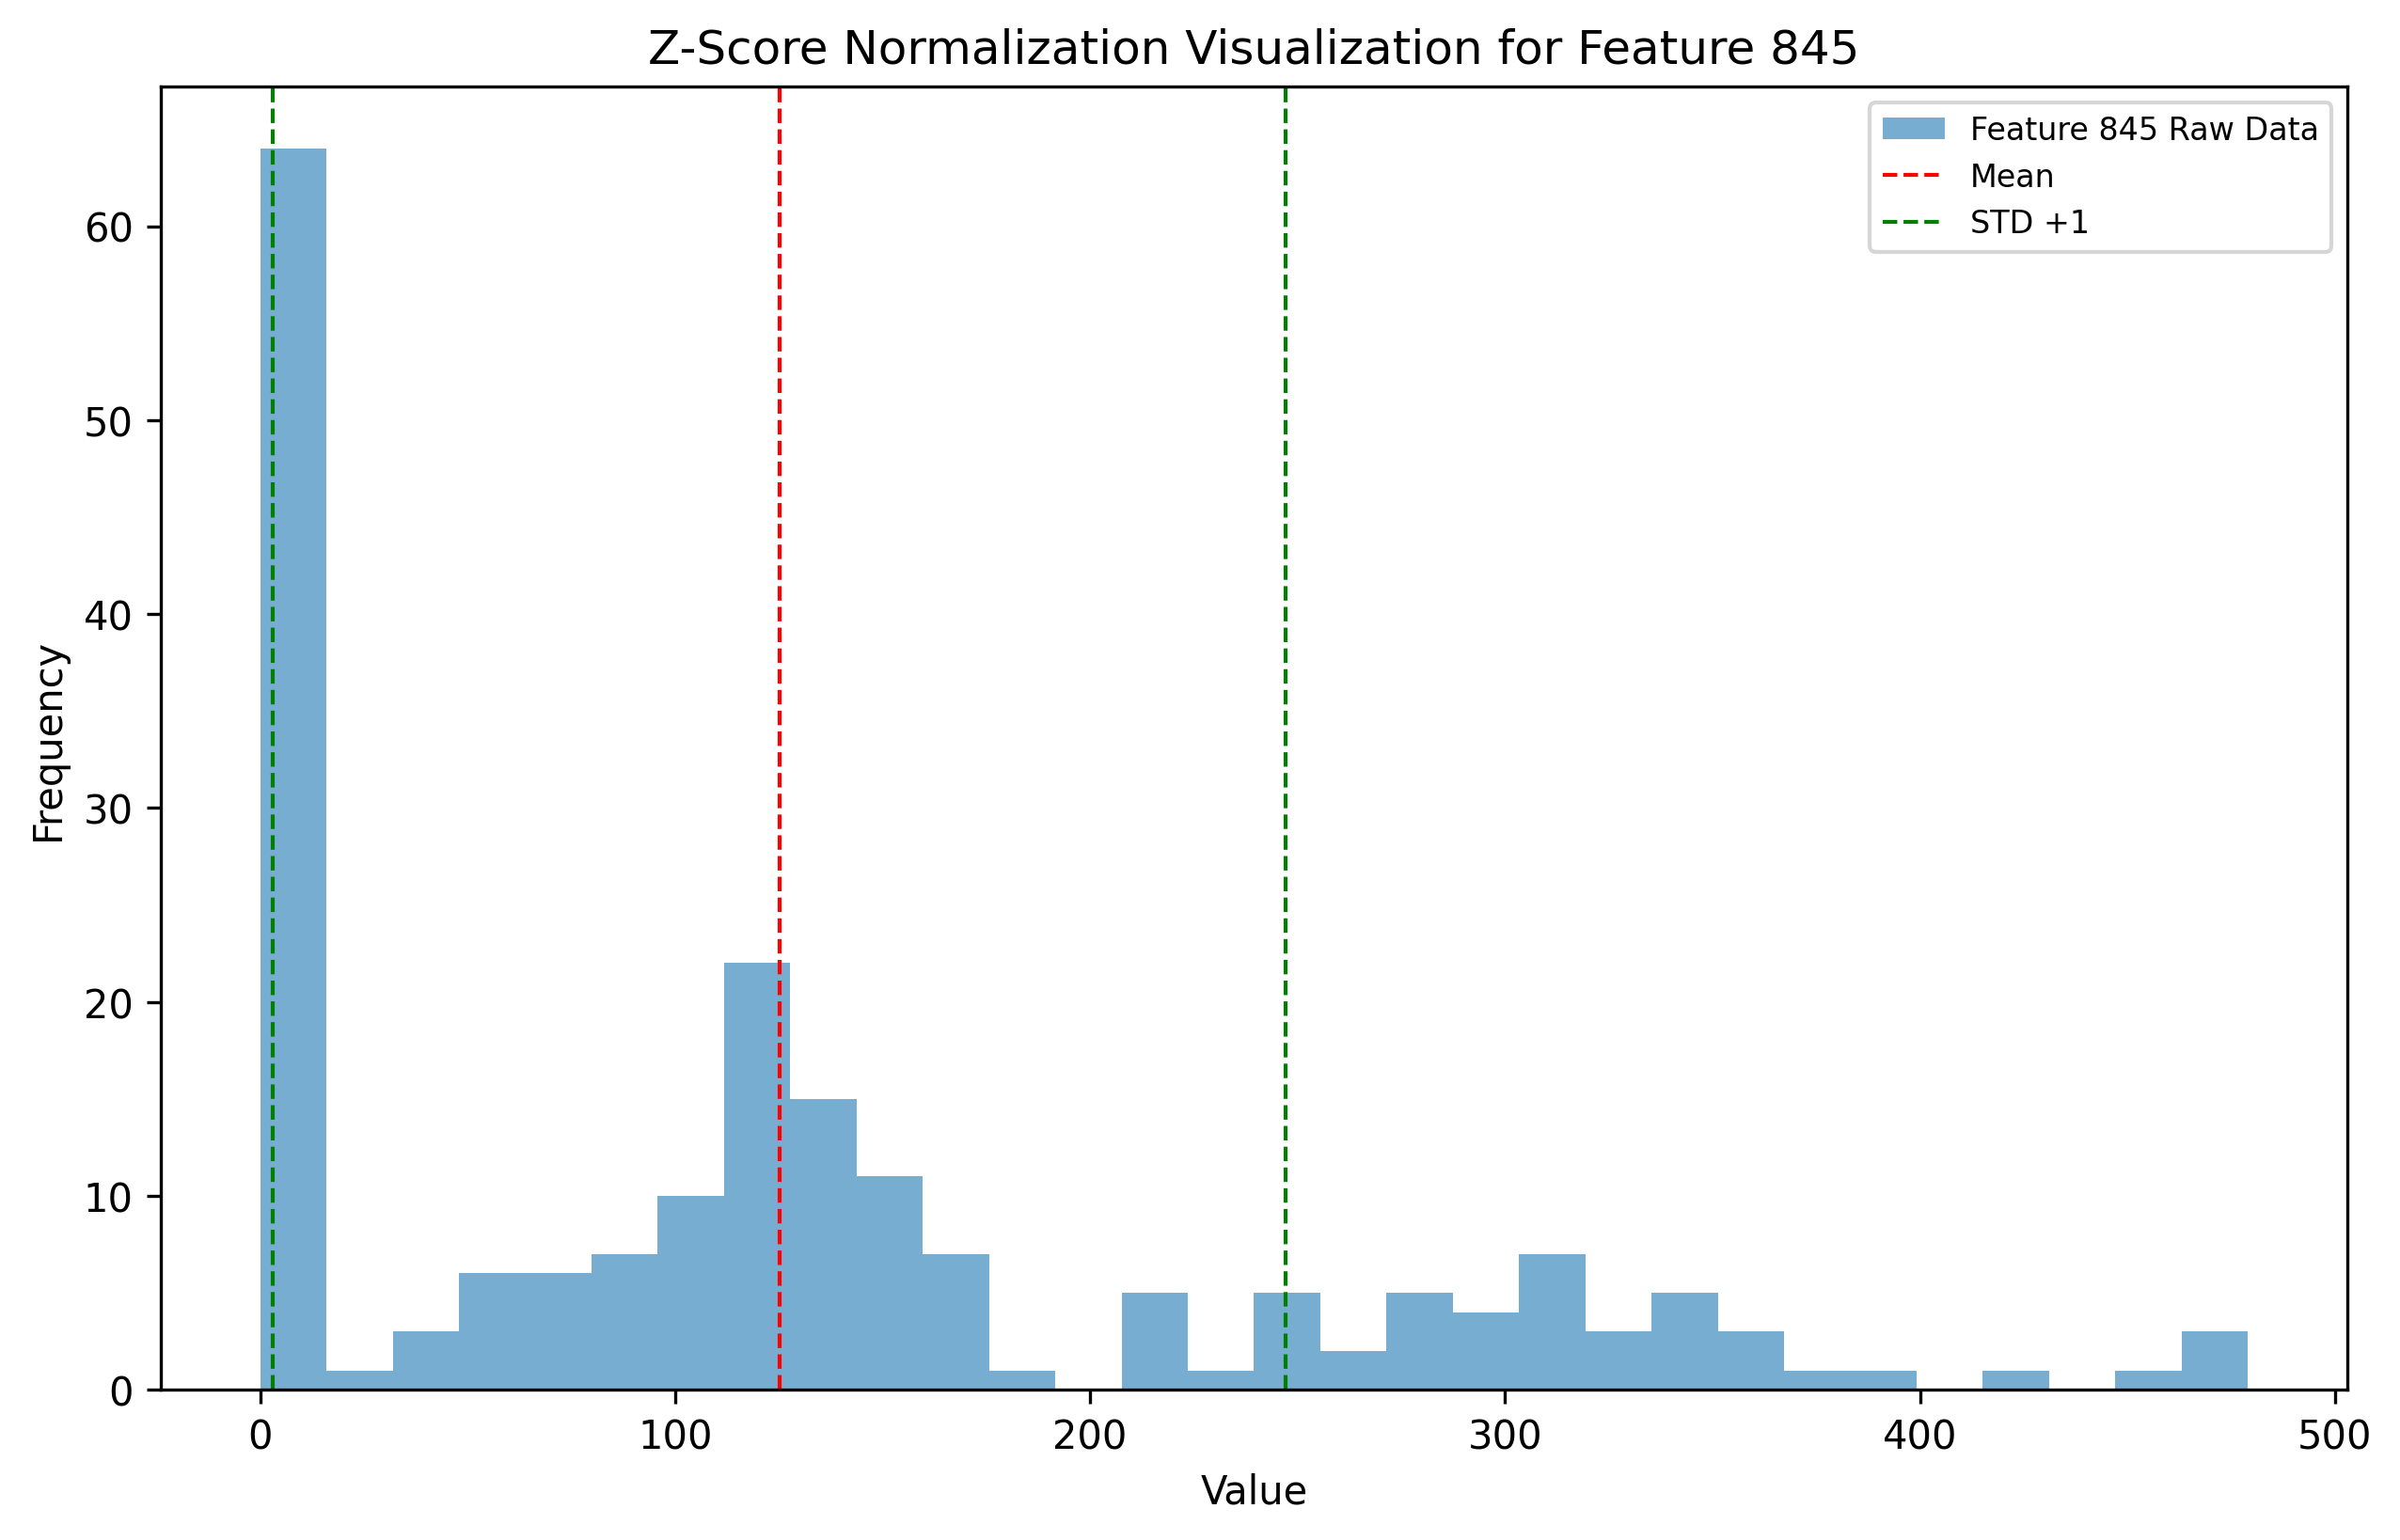 Z-Score Normalization Visualization for Feature 845
Feature 845 Raw Data
Mean
STD +1
Frequency
60
50
40
30
20
10
0
0 100 200 300 400 500
Value